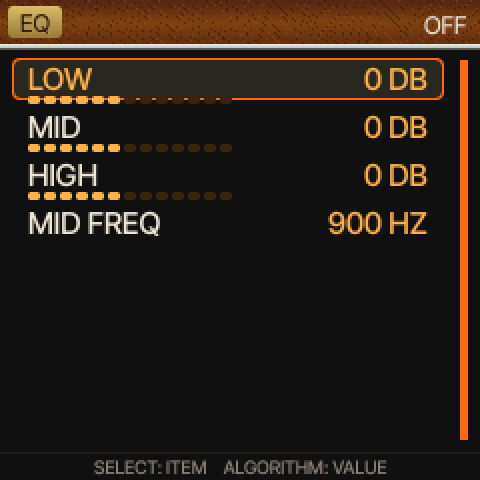 EQ OFF
LOW 0 DB
MID 0 DB
HIGH 0 DB
MID FREQ 900 HZ
SELECT: ITEM ALGORITHM: VALUE